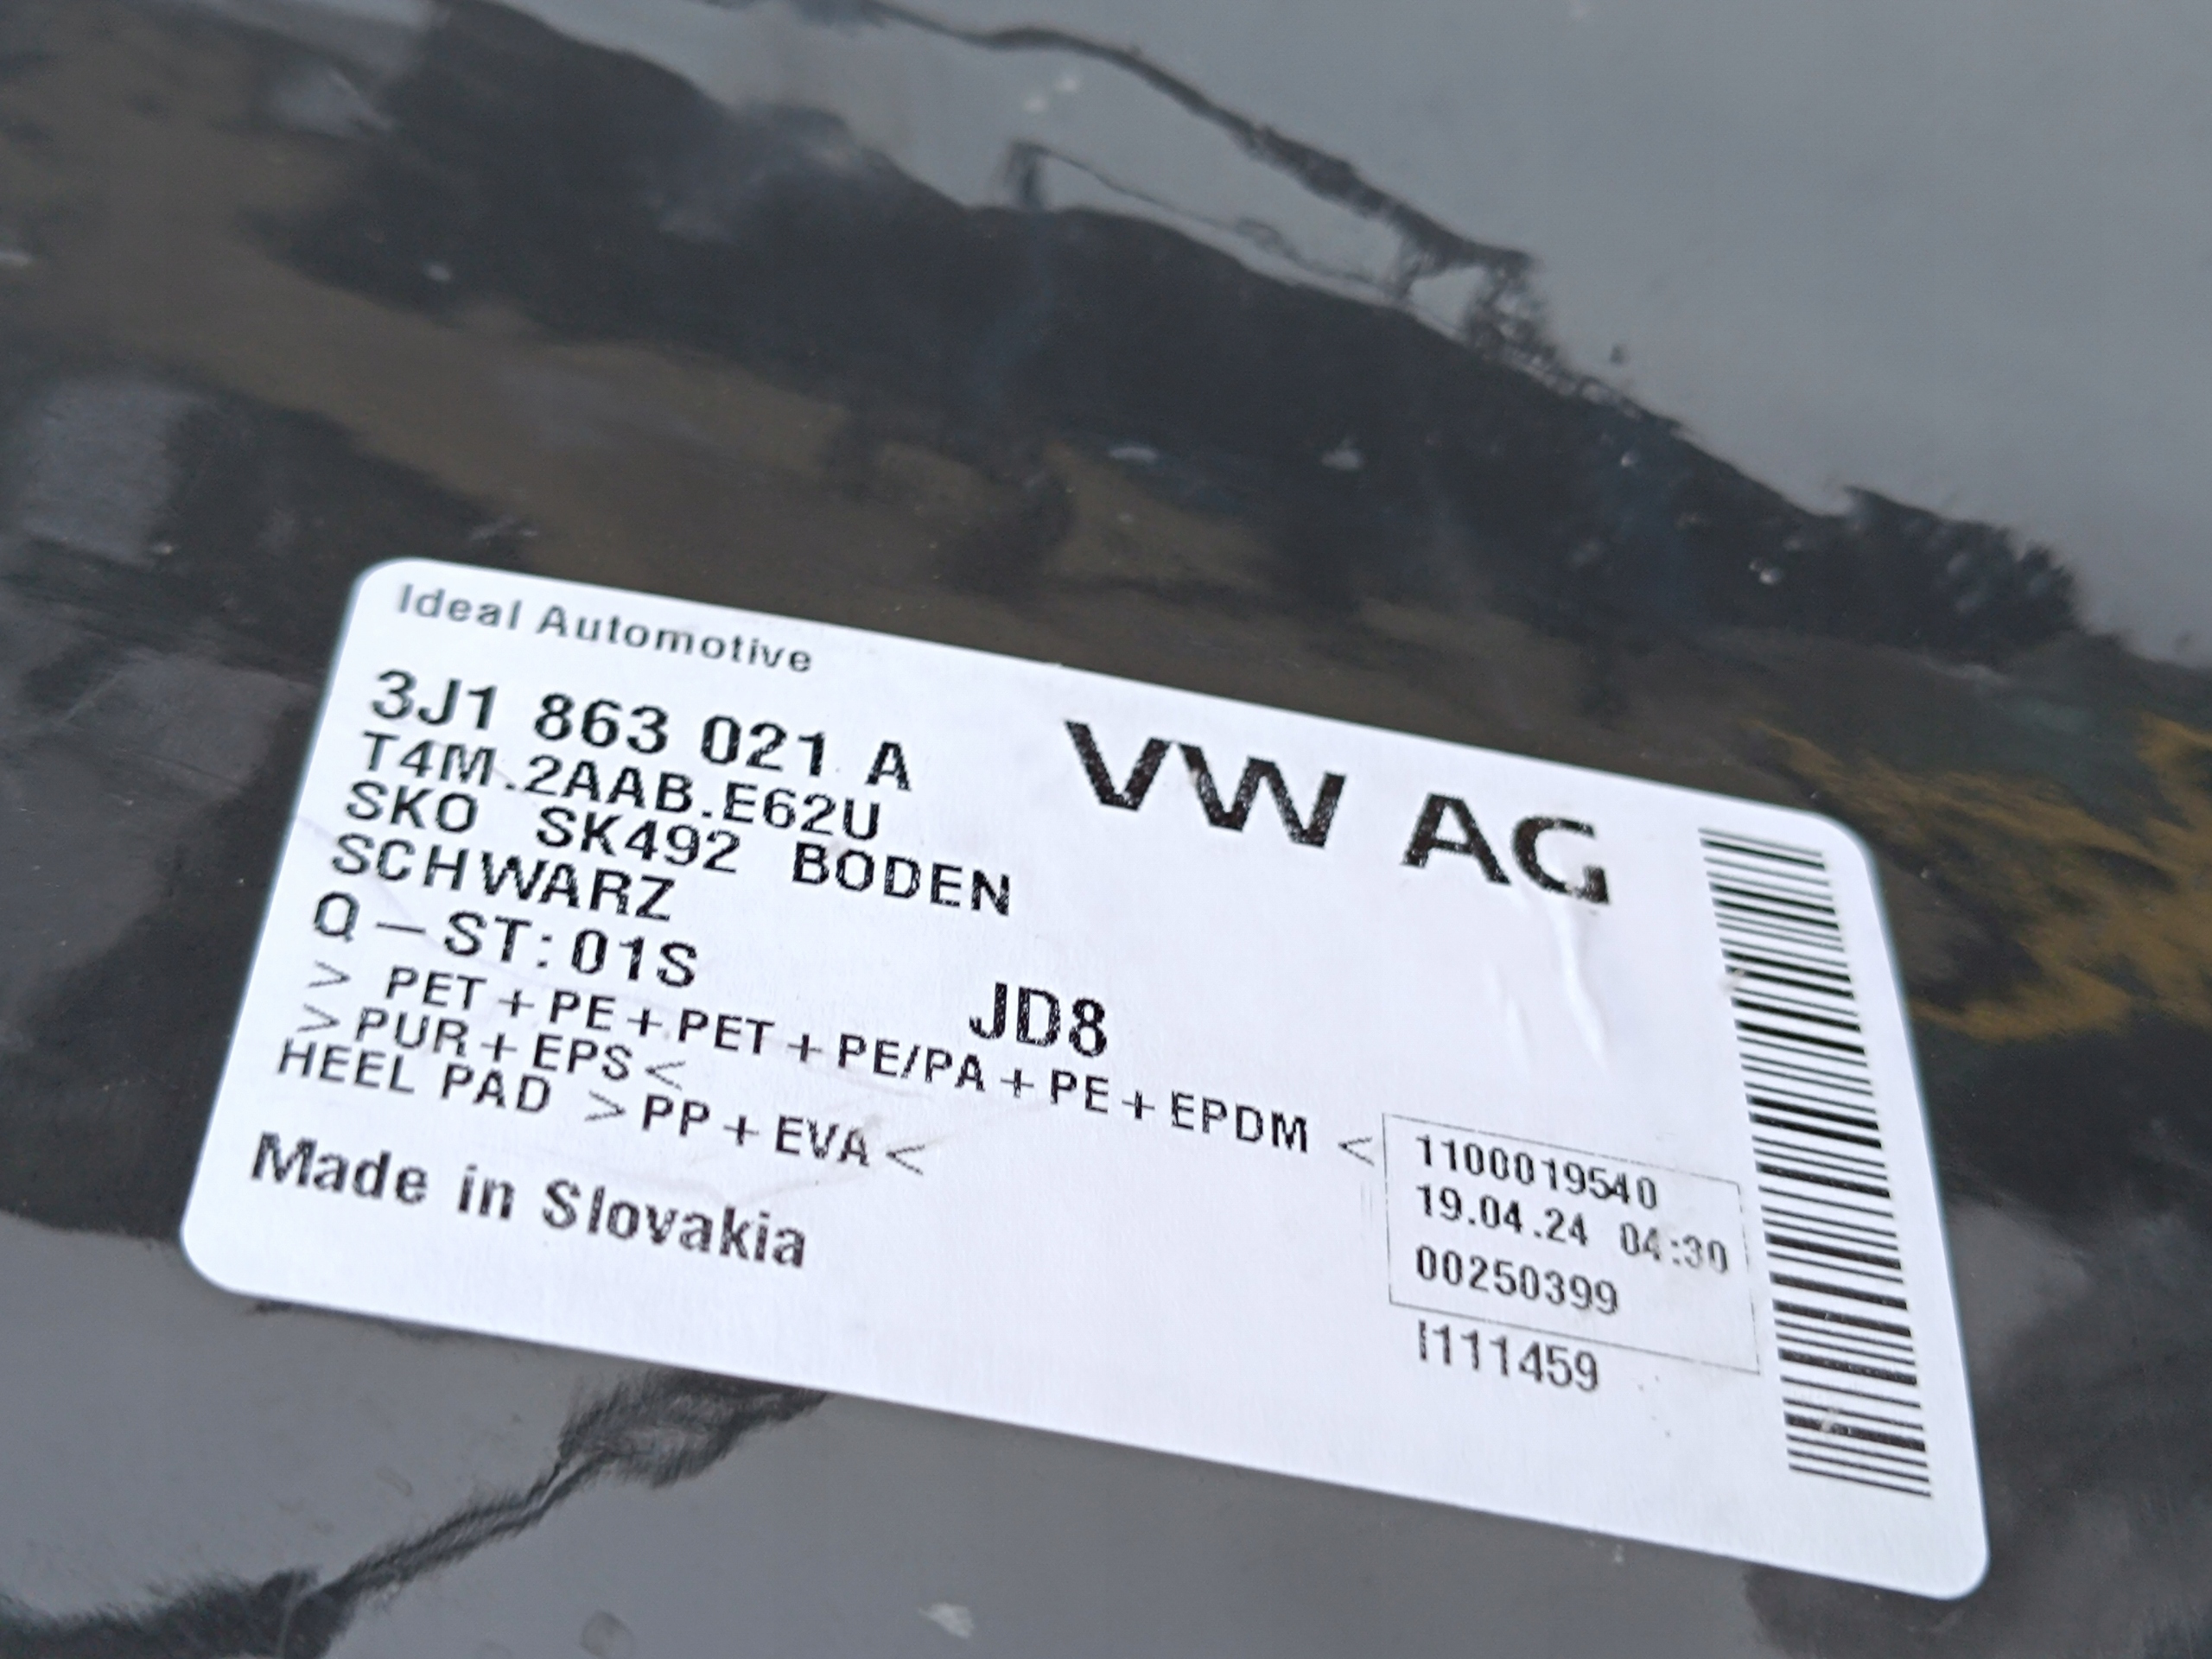 Ideal Automotive
3J1 863 021 A
VW AG
T4M.2AAB.E62U
SKO SK492 BODEN
SCHWARZ
Q-ST:01S
JD8
> PET+PE+PET+PE/PA+PE+EPDM <
>PUR+EPS<
HEEL PAD >PP+EVA<
Made in Slovakia
1100019540
19.04.24 04:30
00250399
I111459